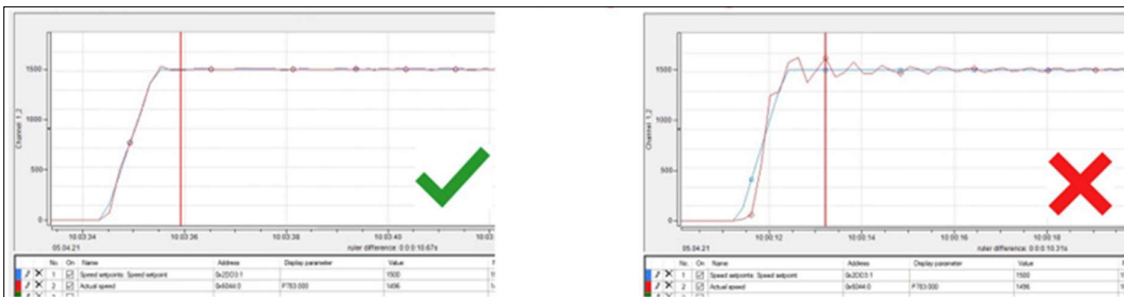 1500
1000
500
0
Channel 1_2
10:03:34 10:03:36 10:03:38 10:03:40 10:03
05.04.21 ruler difference: 0:0:0:10.67s
No. On Name Address Display parameter Value
1 Speed setpoints: Speed setpoint 0x2DD3:1 1500
2 Actual speed 0x6044:0 P783.000 1496
1500
1000
500
0
Channel 1_2
10:00:12 10:00:14 10:00:16 10:00:18
05.04.21 ruler difference: 0:0:0:10.31s
No. On Name Address Display parameter Value
1 Speed setpoints: Speed setpoint 0x2DD3:1 1500
2 Actual speed 0x6044:0 P783.000 1496